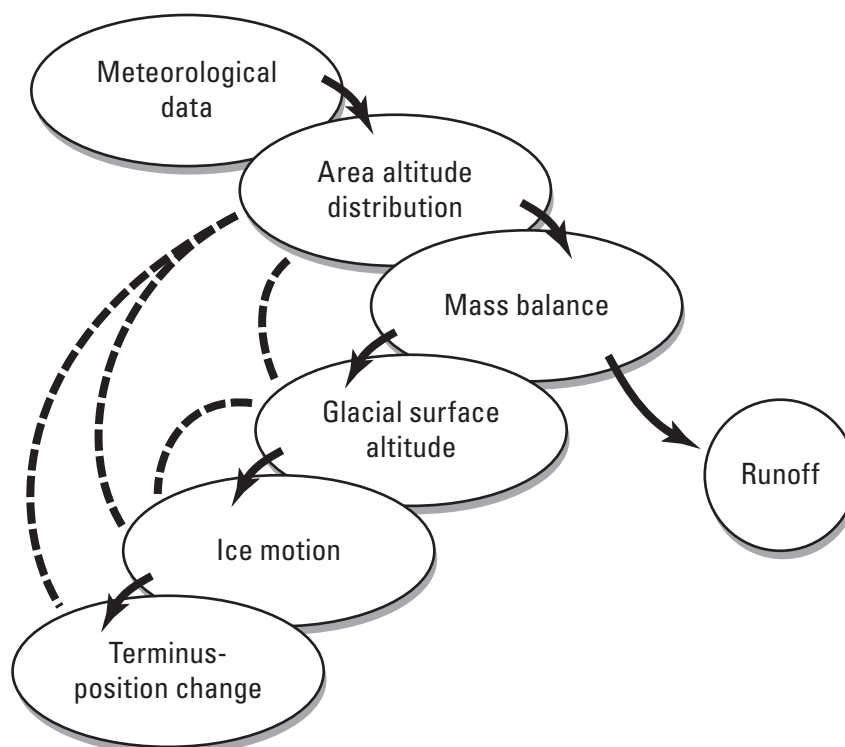 Meteorological
data
Area altitude
distribution
Mass balance
Glacial surface
altitude
Runoff
Ice motion
Terminus-
position change